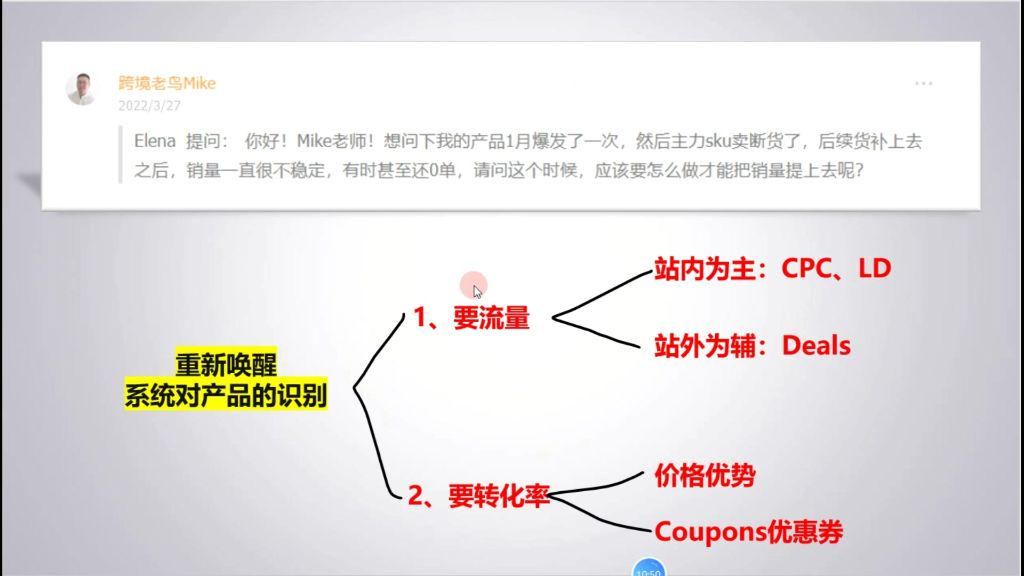 跨境老鸟Mike
2022/3/27
Elena 提问： 你好！Mike老师！想问下我的产品1月爆发了一次，然后主力sku卖断货了，后续货补上去
之后，销量一直很不稳定，有时甚至还0单，请问这个时候，应该要怎么做才能把销量提上去呢？
站内为主：CPC、LD
1、要流量
站外为辅：Deals
重新唤醒
系统对产品的识别
价格优势
2、要转化率
Coupons优惠券
10:50